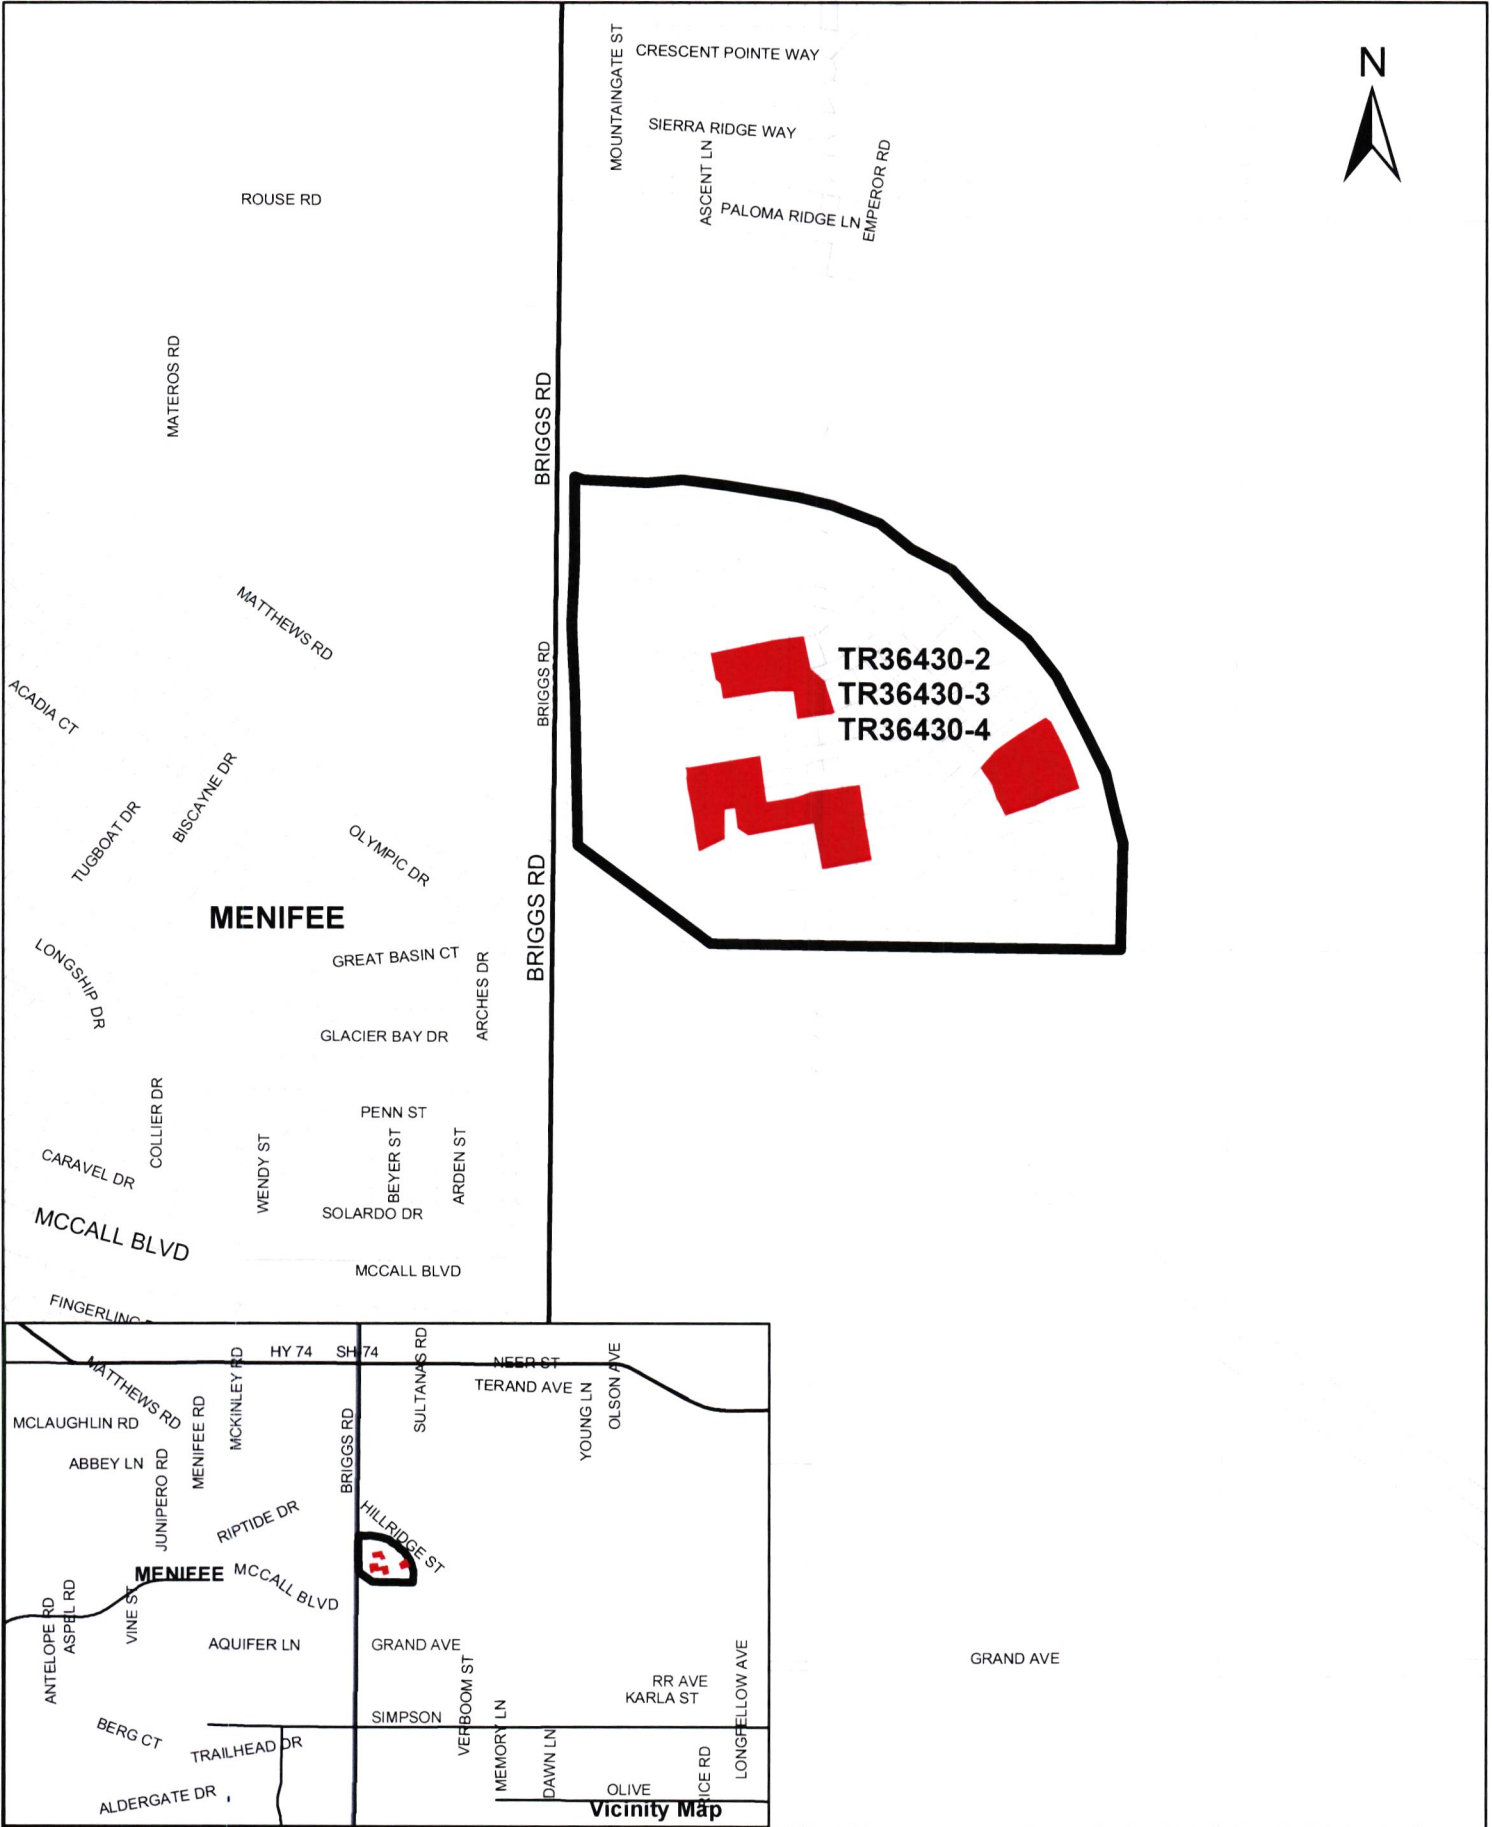 CRESCENT POINTE WAY
MOUNTAINGATE ST
N
SIERRA RIDGE WAY
ASCENT LN
EMPEROR RD
ROUSE RD
PALOMA RIDGE LN
MATEROS RD
BRIGGS RD
MATTHEWS RD
BRIGGS RD
TR36430-2
TR36430-3
TR36430-4
ACADIA CT
BISCAYNE DR
TUGBOAT DR
OLYMPIC DR
MENIFEE
BRIGGS RD
LONGSHIP DR
GREAT BASIN CT
ARCHES DR
GLACIER BAY DR
COLLIER DR
PENN ST
CARAVEL DR
WENDY ST
BEYER ST
ARDEN ST
SOLARDO DR
MCCALL BLVD
MCCALL BLVD
FINGERLING
HY 74
SH 74
SULTANAS RD
NEER ST
OLSON AVE
MATTHEWS RD
MCKINLEY RD
TERAND AVE
YOUNG LN
MCLAUGHLIN RD
MENIFEE RD
BRIGGS RD
ABBEY LN
JUNIPERO RD
RIPTIDE DR
HILLRIDGE ST
MENIFEE
MCCALL BLVD
ANTELOPE RD
ASPEL RD
VINE ST
AQUIFER LN
GRAND AVE
GRAND AVE
VERBOOM ST
RR AVE
KARLA ST
LONGFELLOW AVE
BERG CT
SIMPSON
TRAILHEAD DR
MEMORY LN
DAWN LN
RICE RD
ALDERGATE DR
OLIVE
Vicinity Map